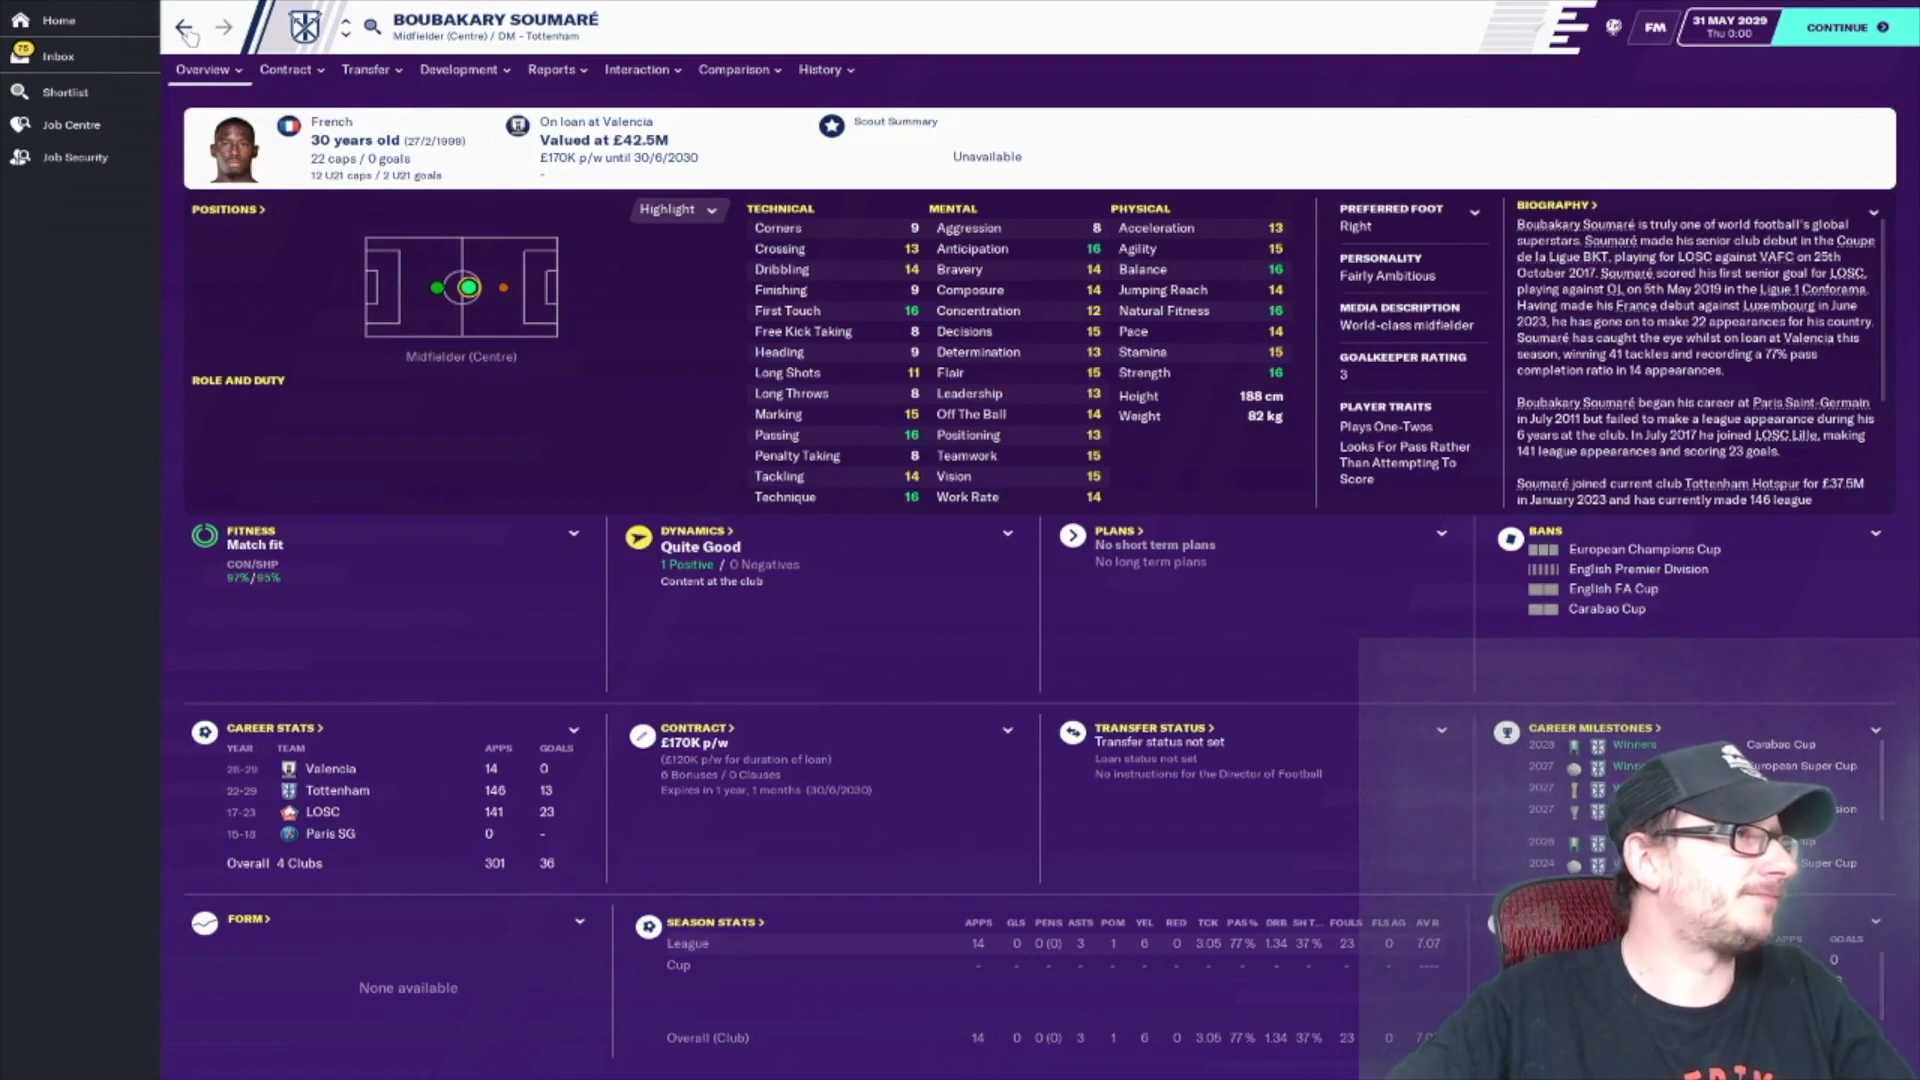 Home
75
Inbox
Shortlist
Job Centre
Job Security
BOUBAKARY SOUMARÉ
Midfielder (Centre) / DM - Tottenham
FM
31 MAY 2029
Thu 0:00
CONTINUE
Overview Contract Transfer Development Reports Interaction Comparison History
French
30 years old (27/2/1999)
22 caps / 0 goals
12 U21 caps / 2 U21 goals
On loan at Valencia
Valued at £42.5M
£170K p/w until 30/6/2030
-
Scout Summary
Unavailable
POSITIONS >
Highlight
Midfielder (Centre)
ROLE AND DUTY
TECHNICAL
Corners 9
Crossing 13
Dribbling 14
Finishing 9
First Touch 16
Free Kick Taking 8
Heading 9
Long Shots 11
Long Throws 8
Marking 15
Passing 16
Penalty Taking 8
Tackling 14
Technique 16
MENTAL
Aggression 8
Anticipation 16
Bravery 14
Composure 14
Concentration 12
Decisions 15
Determination 13
Flair 15
Leadership 13
Off The Ball 14
Positioning 13
Teamwork 15
Vision 15
Work Rate 14
PHYSICAL
Acceleration 13
Agility 15
Balance 16
Jumping Reach 14
Natural Fitness 16
Pace 14
Stamina 15
Strength 16
Height 188 cm
Weight 82 kg
PREFERRED FOOT
Right
PERSONALITY
Fairly Ambitious
MEDIA DESCRIPTION
World-class midfielder
GOALKEEPER RATING
3
PLAYER TRAITS
Plays One-Twos
Looks For Pass Rather
Than Attempting To
Score
BIOGRAPHY >
Boubakary Soumaré is truly one of world football's global
superstars. Soumaré made his senior club debut in the Coupe
de la Ligue BKT, playing for LOSC against VAFC on 25th
October 2017. Soumaré scored his first senior goal for LOSC,
playing against OL on 5th May 2019 in the Ligue 1 Conforama.
Having made his France debut against Luxembourg in June
2023, he has gone on to make 22 appearances for his country.
Soumaré has caught the eye whilst on loan at Valencia this
season, winning 41 tackles and recording a 77% pass
completion ratio in 14 appearances.
Boubakary Soumaré began his career at Paris Saint-Germain
in July 2011 but failed to make a league appearance during his
6 years at the club. In July 2017 he joined LOSC Lille, making
141 league appearances and scoring 23 goals.
Soumaré joined current club Tottenham Hotspur for £37.5M
in January 2023 and has currently made 146 league
FITNESS
Match fit
CON/SHP
97%/95%
DYNAMICS >
Quite Good
1 Positive / 0 Negatives
Content at the club
PLANS >
No short term plans
No long term plans
BANS
European Champions Cup
English Premier Division
English FA Cup
Carabao Cup
CAREER STATS >
YEAR TEAM APPS GOALS
28-29 Valencia 14 0
22-29 Tottenham 146 13
17-23 LOSC 141 23
15-18 Paris SG 0 -
Overall 4 Clubs 301 36
CONTRACT >
£170K p/w
(£120K p/w for duration of loan)
6 Bonuses / 0 Clauses
Expires in 1 year, 1 months (30/6/2030)
TRANSFER STATUS >
Transfer status not set
Loan status not set
No instructions for the Director of Football
CAREER MILESTONES >
2028 Winners Carabao Cup
2027 European Super Cup
2027
2027
2026
2024 Super Cup
FORM >
None available
SEASON STATS >
APPS GLS PENS ASTS POM YEL RED TCK PAS% DRB SH T... FOULS FLS AG AV R
League 14 0 0 (0) 3 1 6 0 3.05 77% 1.34 37% 23 0 7.07
Cup - - - - - - - - - - - - - ----
Overall (Club) 14 0 0 (0) 3 1 6 0 3.05 77% 1.34 37% 23 0
APPS GOALS
0